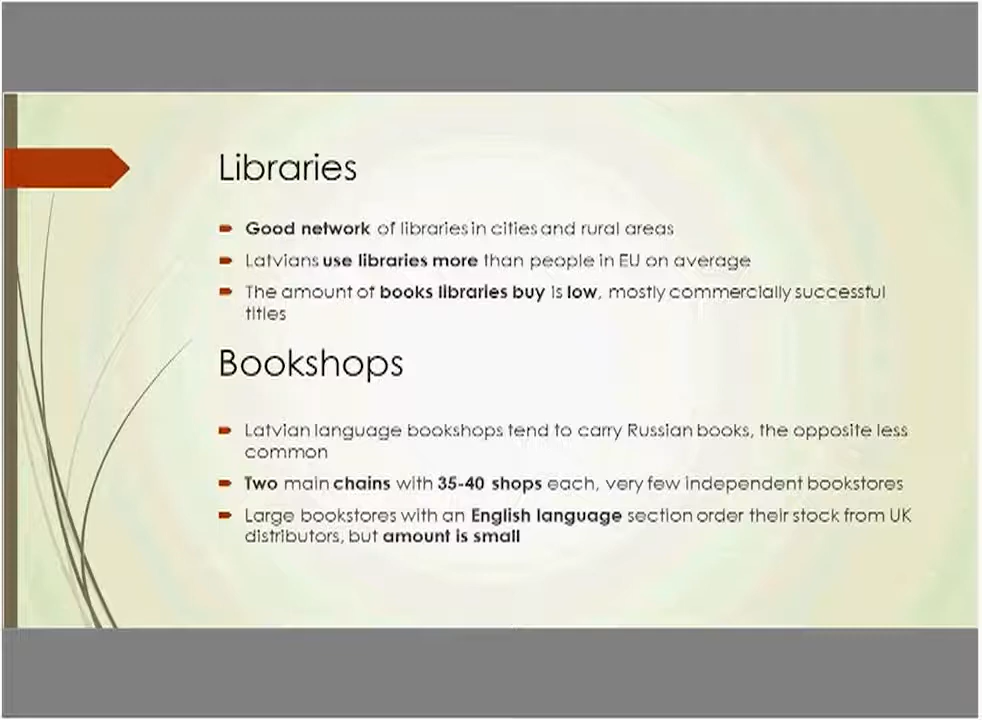 Libraries
Good network of libraries in cities and rural areas
Latvians use libraries more than people in EU on average
The amount of books libraries buy is low, mostly commercially successful
titles
Bookshops
Latvian language bookshops tend to carry Russian books, the opposite less
common
Two main chains with 35-40 shops each, very few independent bookstores
Large bookstores with an English language section order their stock from UK
distributors, but amount is small